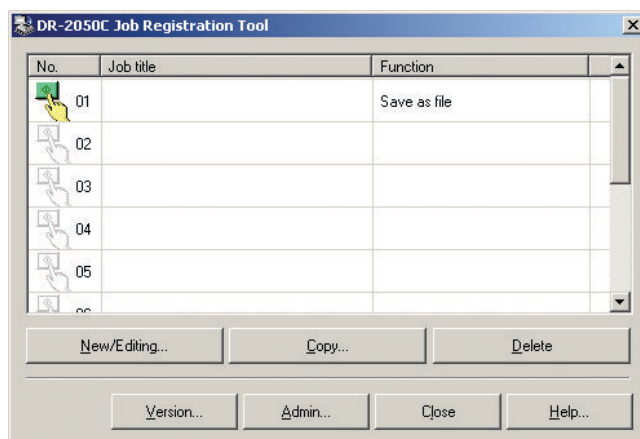 DR-2050C Job Registration Tool
No. Job title Function
01 Save as file
02
03
04
05
New/Editing... Copy... Delete
Version... Admin... Close Help...